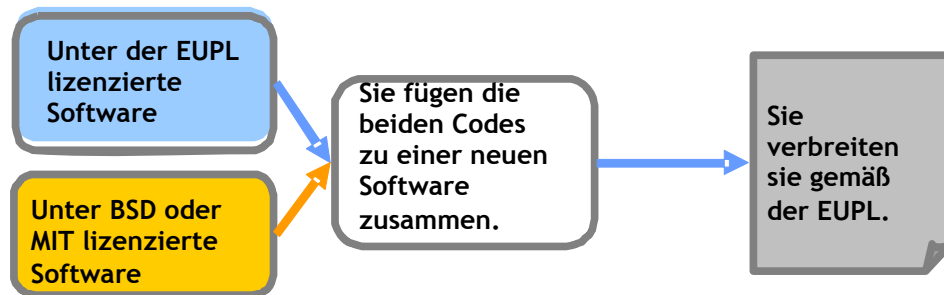 Unter der EUPL
lizenzierte
Software
Unter BSD oder
MIT lizenzierte
Software
Sie fügen die
beiden Codes
zu einer neuen
Software
zusammen.
Sie
verbreiten
sie gemäß
der EUPL.